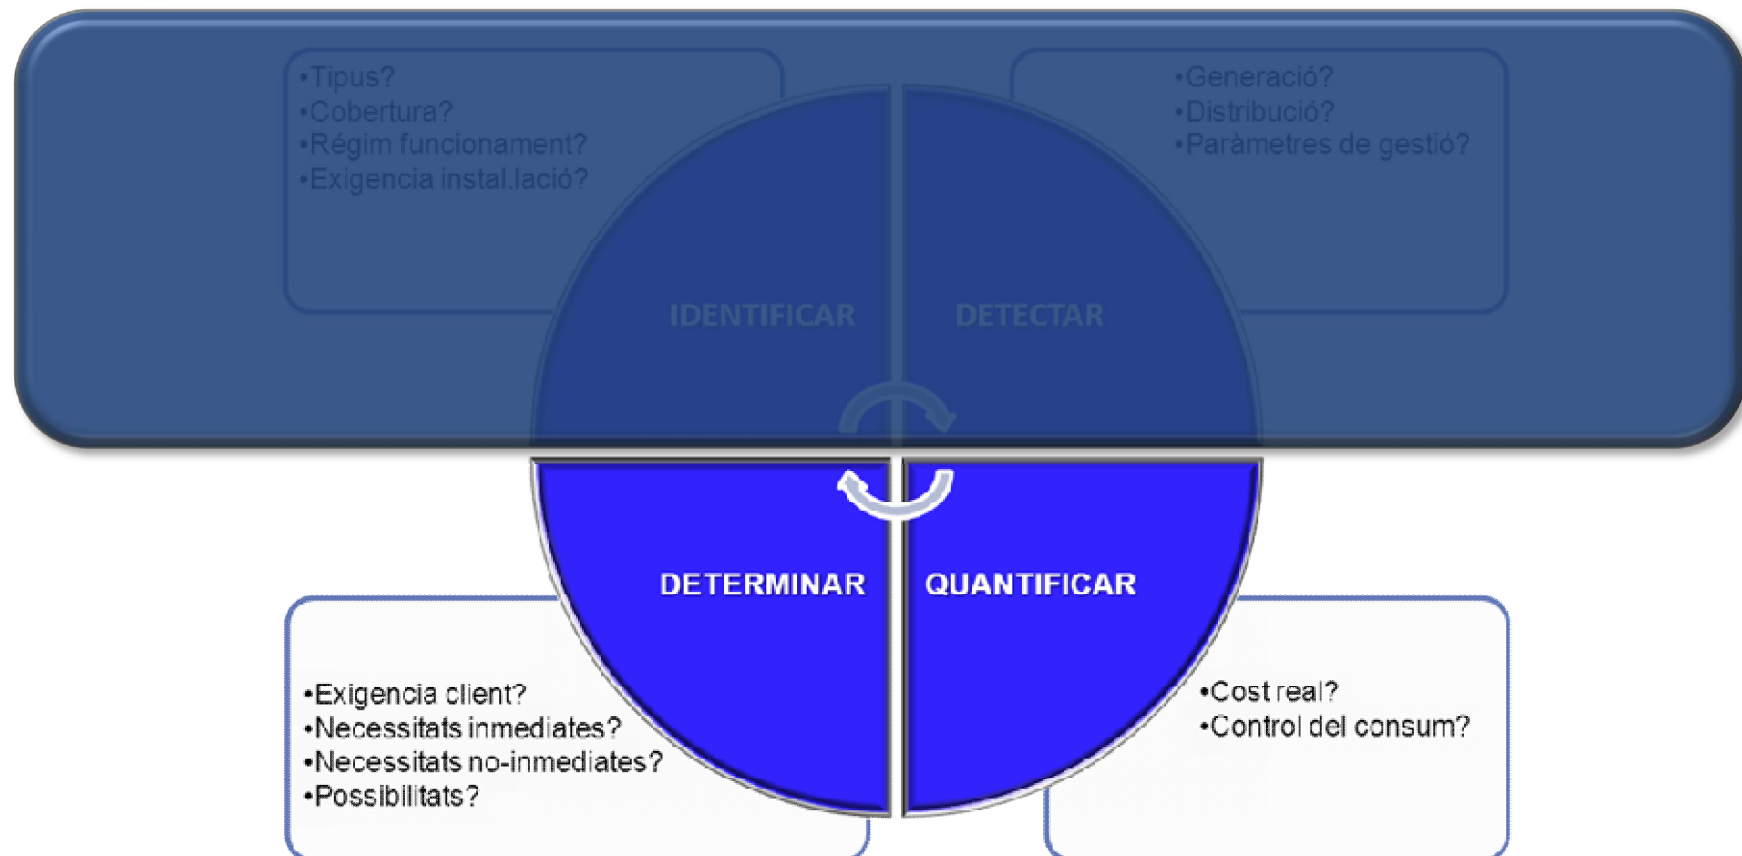 •Tipus?
•Cobertura?
•Régim funcionament?
•Exigencia instal.lació?
•Generació?
•Distribució?
•Paràmetres de gestió?
IDENTIFICAR
DETECTAR
DETERMINAR
QUANTIFICAR
•Exigencia client?
•Necessitats inmediates?
•Necessitats no-inmediates?
•Possibilitats?
•Cost real?
•Control del consum?